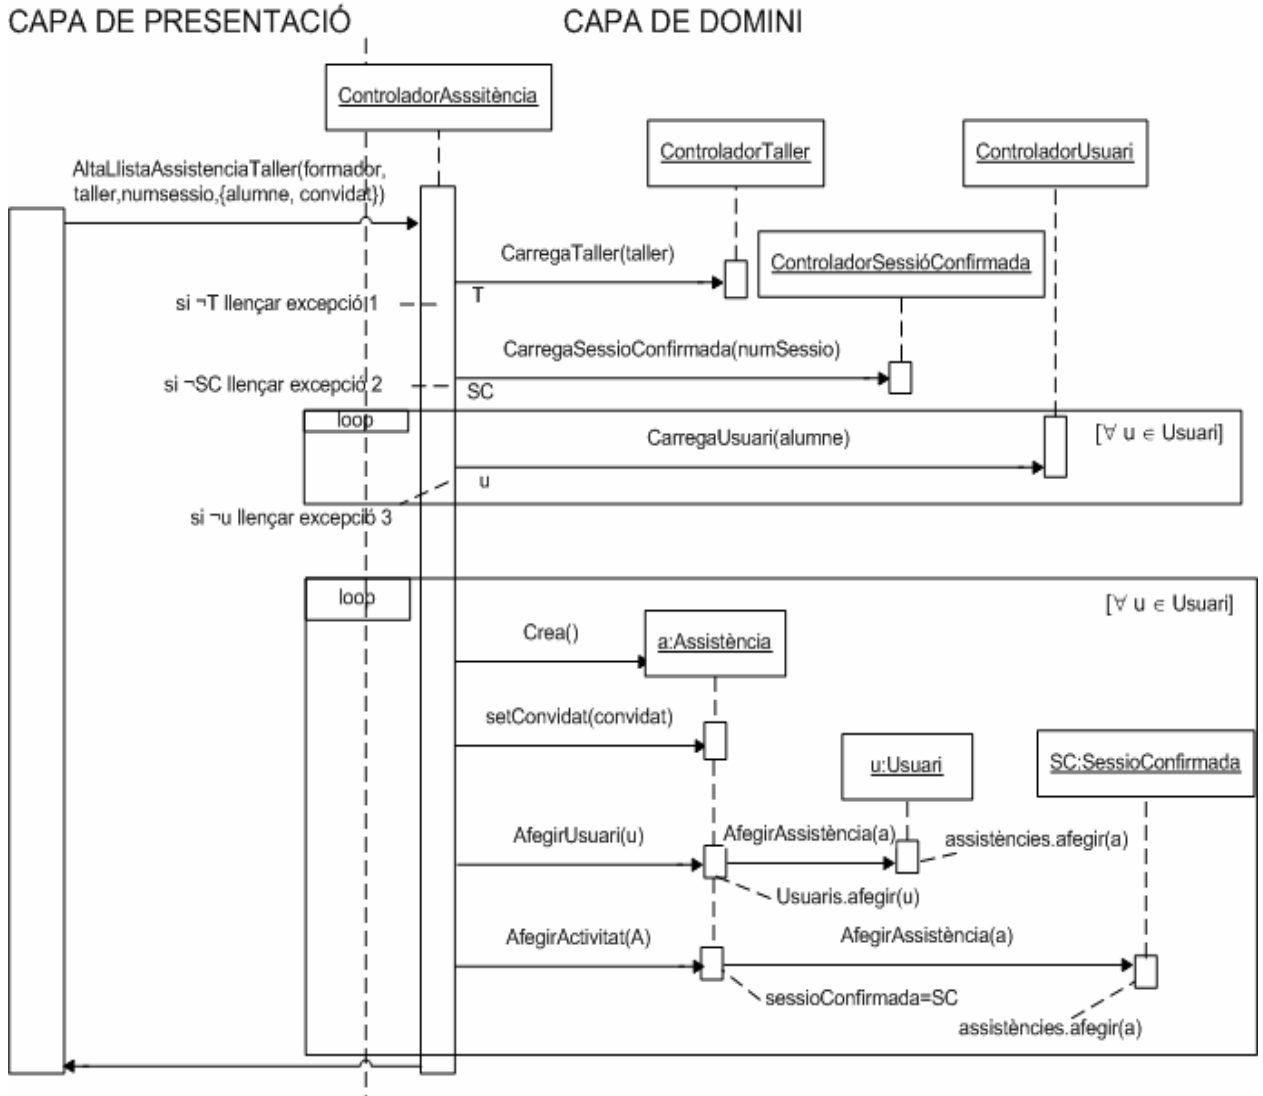 CAPA DE PRESENTACIÓ
CAPA DE DOMINI
ControladorAsssitència
ControladorTaller
ControladorUsuari
AltaLlistaAssistenciaTaller(formador,
taller,numsessio,{alumne, convidat})
CarregaTaller(taller)
ControladorSessióConfirmada
T
si ¬T llençar excepció 1
CarregaSessioConfirmada(numSessio)
si ¬SC llençar excepció 2
SC
loop
CarregaUsuari(alumne)
[∀ u ∈ Usuari]
u
si ¬u llençar excepció 3
loop
[∀ u ∈ Usuari]
Crea()
a:Assistència
setConvidat(convidat)
u:Usuari
SC:SessioConfirmada
AfegirUsuari(u)
AfegirAssistència(a)
assistències.afegir(a)
Usuaris.afegir(u)
AfegirActivitat(A)
AfegirAssistència(a)
sessioConfirmada=SC
assistències.afegir(a)